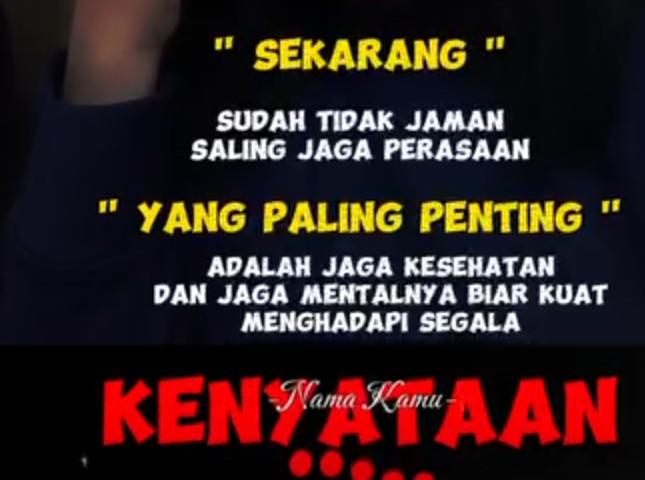 " SEKARANG "
SUDAH TIDAK JAMAN
SALING JAGA PERASAAN
" YANG PALING PENTING "
ADALAH JAGA KESEHATAN
DAN JAGA MENTALNYA BIAR KUAT
MENGHADAPI SEGALA
KENYATAAN
-Nama Kamu-
.....